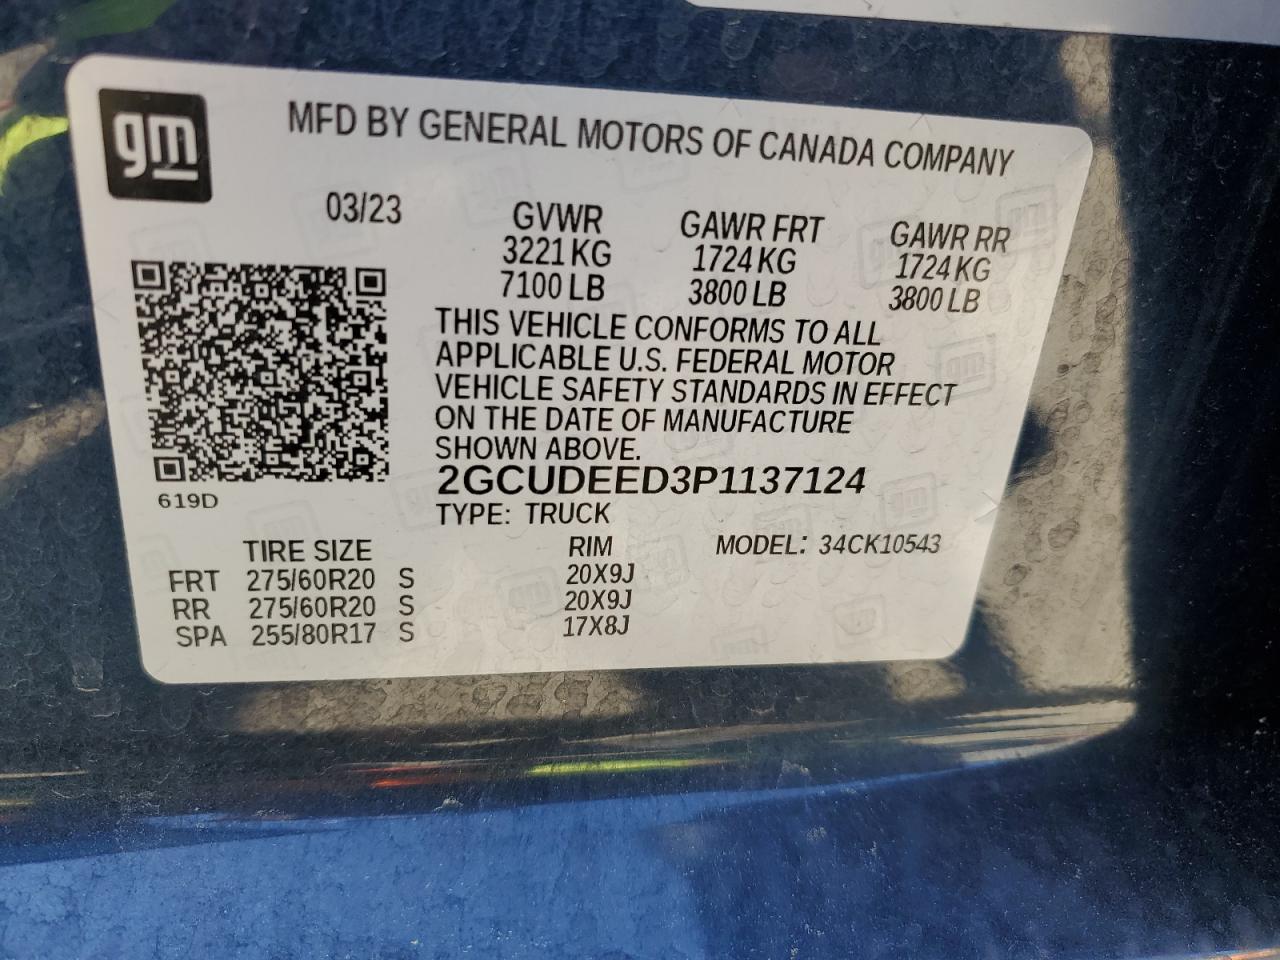 gm
MFD BY GENERAL MOTORS OF CANADA COMPANY
03/23 GVWR GAWR FRT GAWR RR
3221 KG 1724 KG 1724 KG
7100 LB 3800 LB 3800 LB
THIS VEHICLE CONFORMS TO ALL
APPLICABLE U.S. FEDERAL MOTOR
VEHICLE SAFETY STANDARDS IN EFFECT
ON THE DATE OF MANUFACTURE
SHOWN ABOVE.
2GCUDEED3P1137124
619D
TYPE: TRUCK
TIRE SIZE RIM MODEL: 34CK10543
FRT 275/60R20 S 20X9J
RR 275/60R20 S 20X9J
SPA 255/80R17 S 17X8J